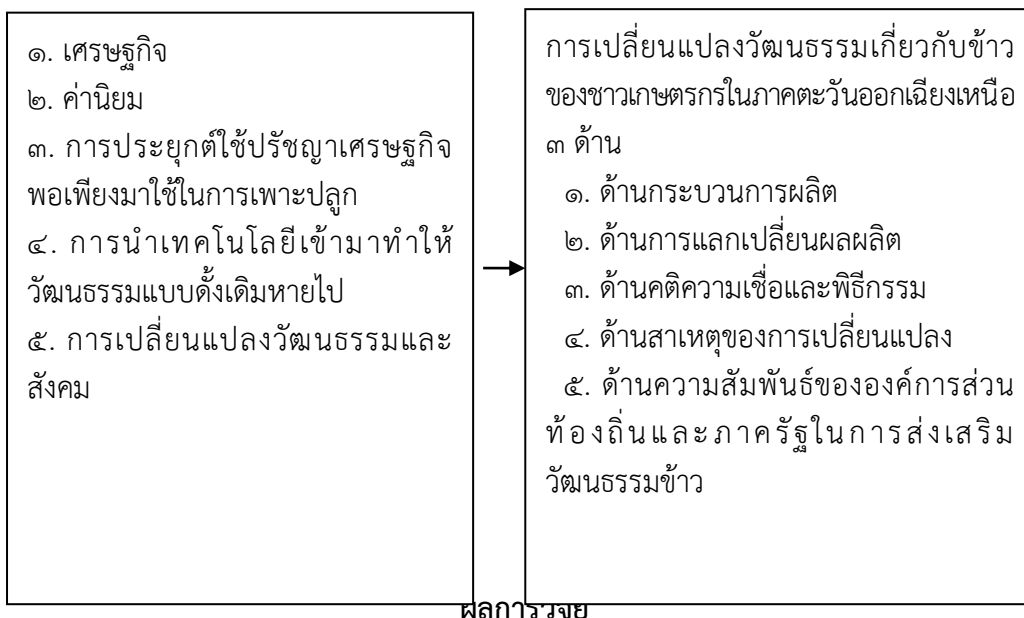 ๑. เศรษฐกิจ
๒. ค่านิยม
๓. การประยุกต์ใช้ปรัชญาเศรษฐกิจ
พอเพียงมาใช้ในการเพาะปลูก
๔. การนำเทคโนโลยีเข้ามาทำให้
วัฒนธรรมแบบดั้งเดิมหายไป
๕. การเปลี่ยนแปลงวัฒนธรรมและ
สังคม
การเปลี่ยนแปลงวัฒนธรรมเกี่ยวกับข้าว
ของชาวเกษตรกรในภาคตะวันออกเฉียงเหนือ
๓ ด้าน
๑. ด้านกระบวนการผลิต
๒. ด้านการแลกเปลี่ยนผลผลิต
๓. ด้านคติความเชื่อและพิธีกรรม
๔. ด้านสาเหตุของการเปลี่ยนแปลง
๕. ด้านความสัมพันธ์ขององค์การส่วน
ท้องถิ่นและภาครัฐในการส่งเสริม
วัฒนธรรมข้าว
ผลการวิจัย